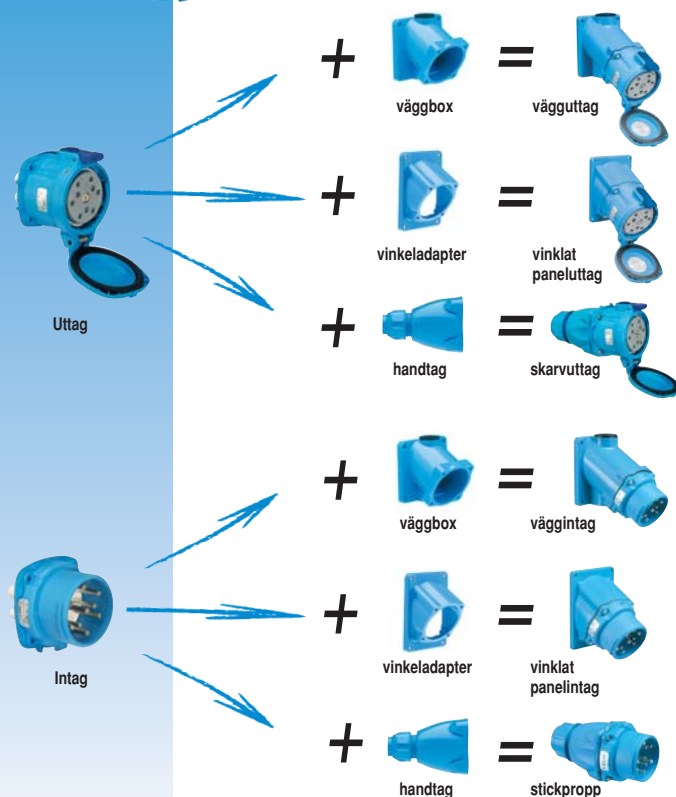 + väggbox = vägguttag
Uttag
+ vinkeladapter = vinklat
paneluttag
+ handtag = skarvuttag
+ väggbox = väggintag
Intag
+ vinkeladapter = vinklat
panelintag
+ handtag = stickpropp